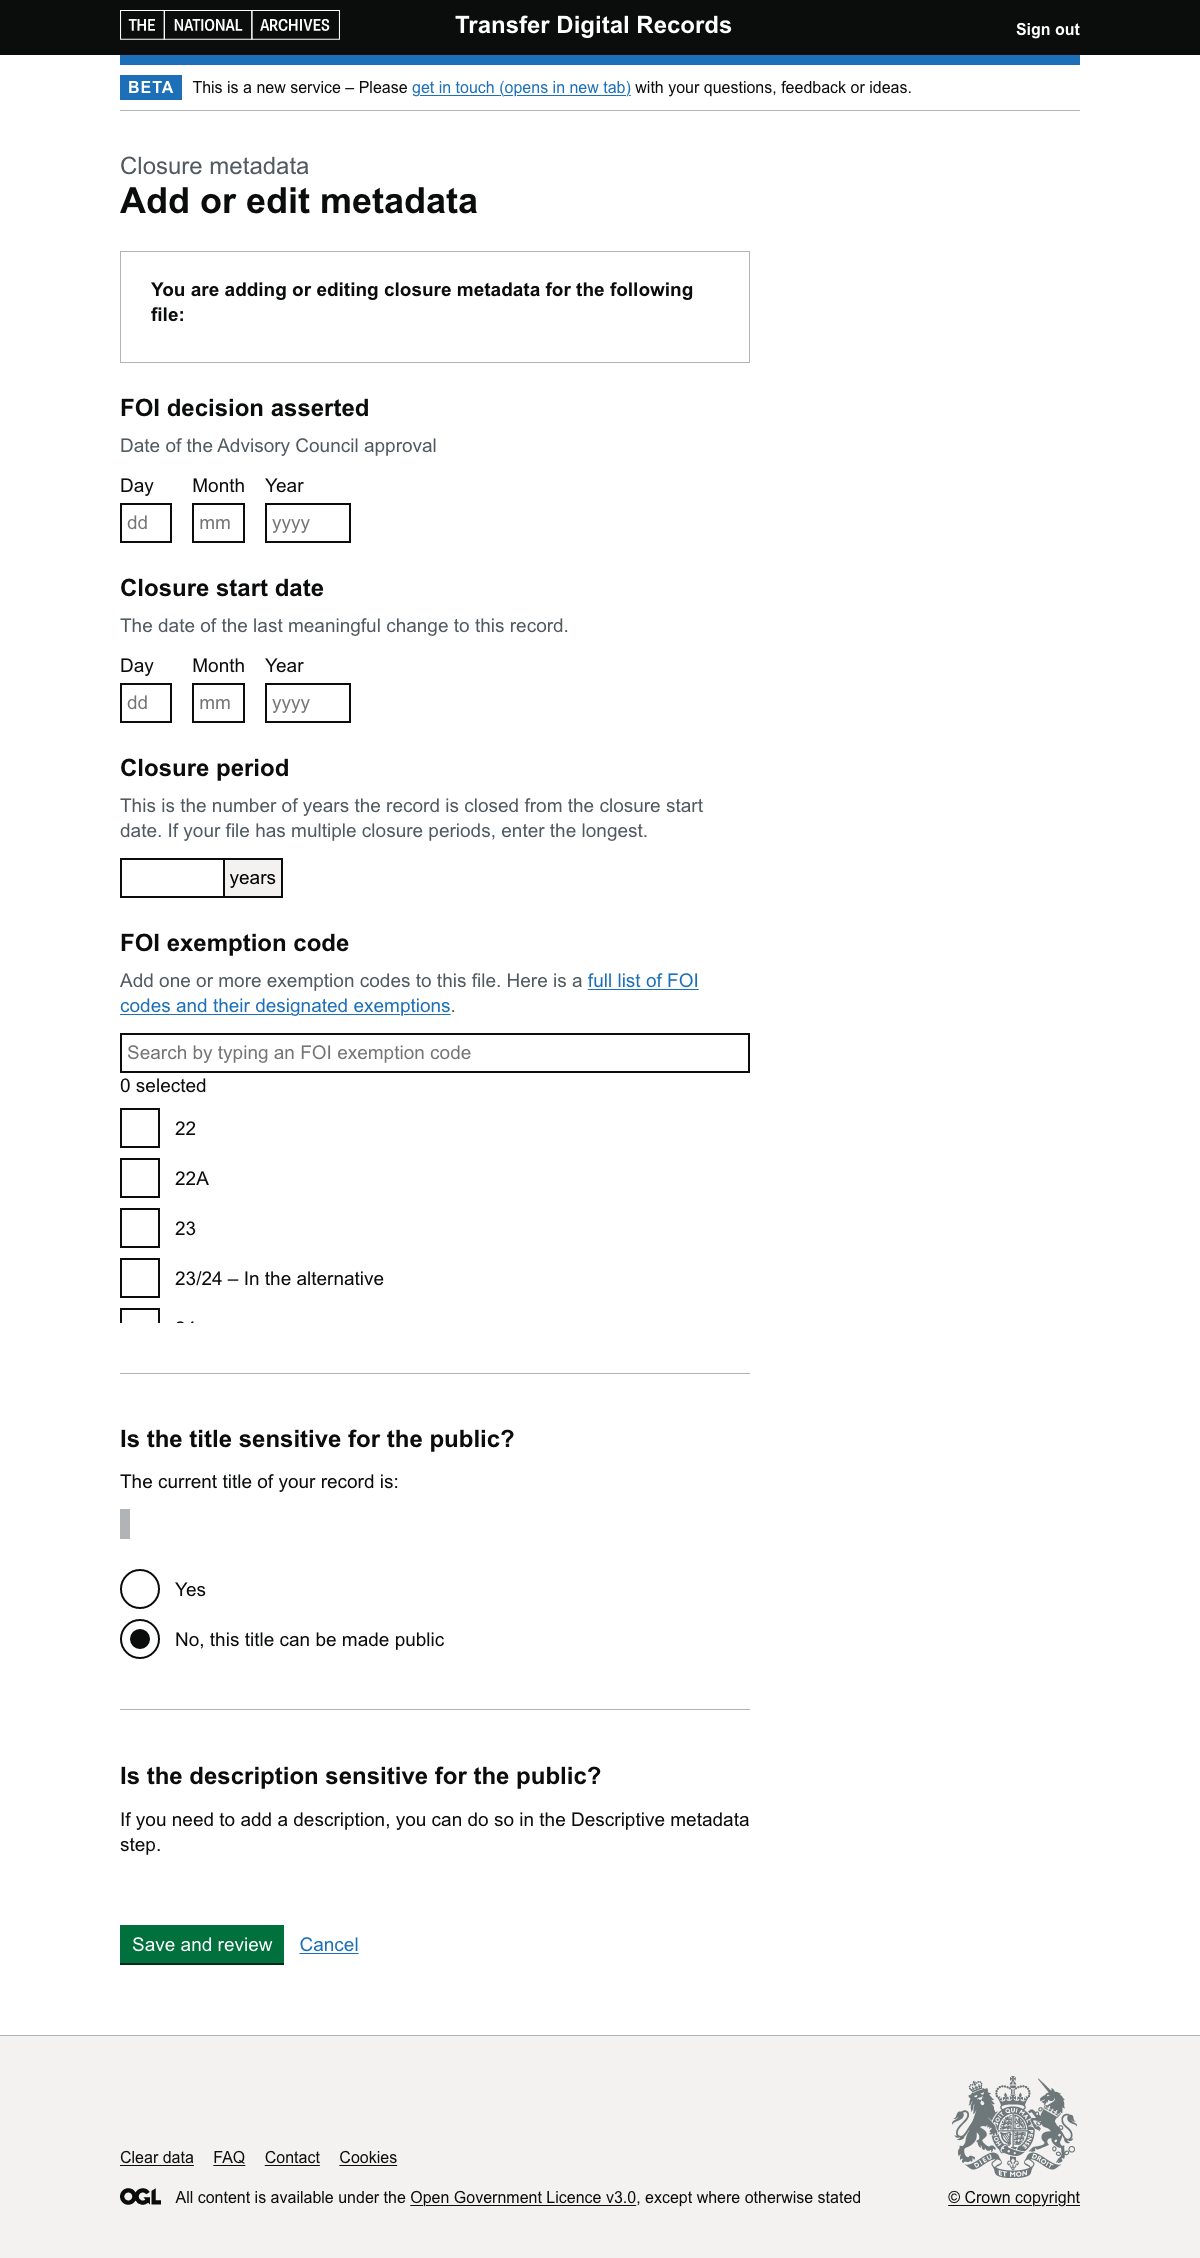 THE NATIONAL ARCHIVES
Transfer Digital Records
Sign out
BETA This is a new service – Please get in touch (opens in new tab) with your questions, feedback or ideas.
Closure metadata
Add or edit metadata
You are adding or editing closure metadata for the following
file:
FOI decision asserted
Date of the Advisory Council approval
Day Month Year
dd mm yyyy
Closure start date
The date of the last meaningful change to this record.
Day Month Year
dd mm yyyy
Closure period
This is the number of years the record is closed from the closure start
date. If your file has multiple closure periods, enter the longest.
years
FOI exemption code
Add one or more exemption codes to this file. Here is a full list of FOI
codes and their designated exemptions.
Search by typing an FOI exemption code
0 selected
22
22A
23
23/24 – In the alternative
Is the title sensitive for the public?
The current title of your record is:
Yes
No, this title can be made public
Is the description sensitive for the public?
If you need to add a description, you can do so in the Descriptive metadata
step.
Save and review Cancel
Clear data FAQ Contact Cookies
OGL All content is available under the Open Government Licence v3.0, except where otherwise stated
DIEU ET MON DROIT
© Crown copyright